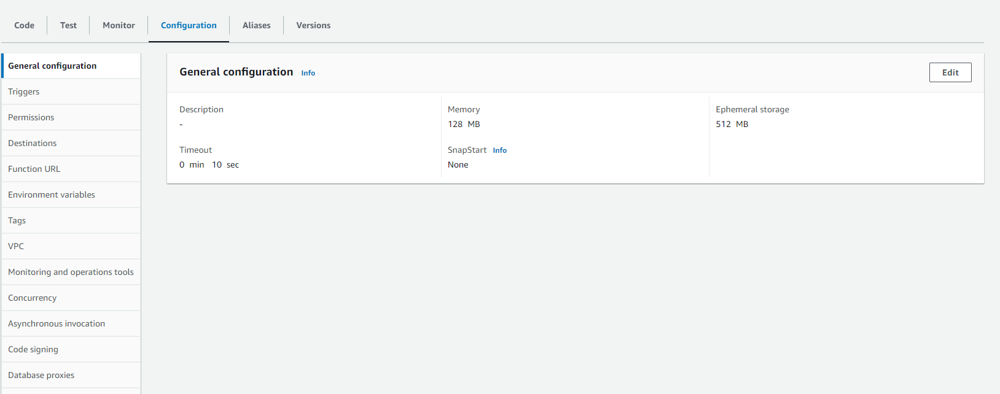 Code Test Monitor Configuration Aliases Versions
General configuration
Triggers
Permissions
Destinations
Function URL
Environment variables
Tags
VPC
Monitoring and operations tools
Concurrency
Asynchronous invocation
Code signing
Database proxies
General configuration Info Edit
Description
-
Memory
128 MB
Ephemeral storage
512 MB
Timeout
0 min 10 sec
SnapStart Info
None